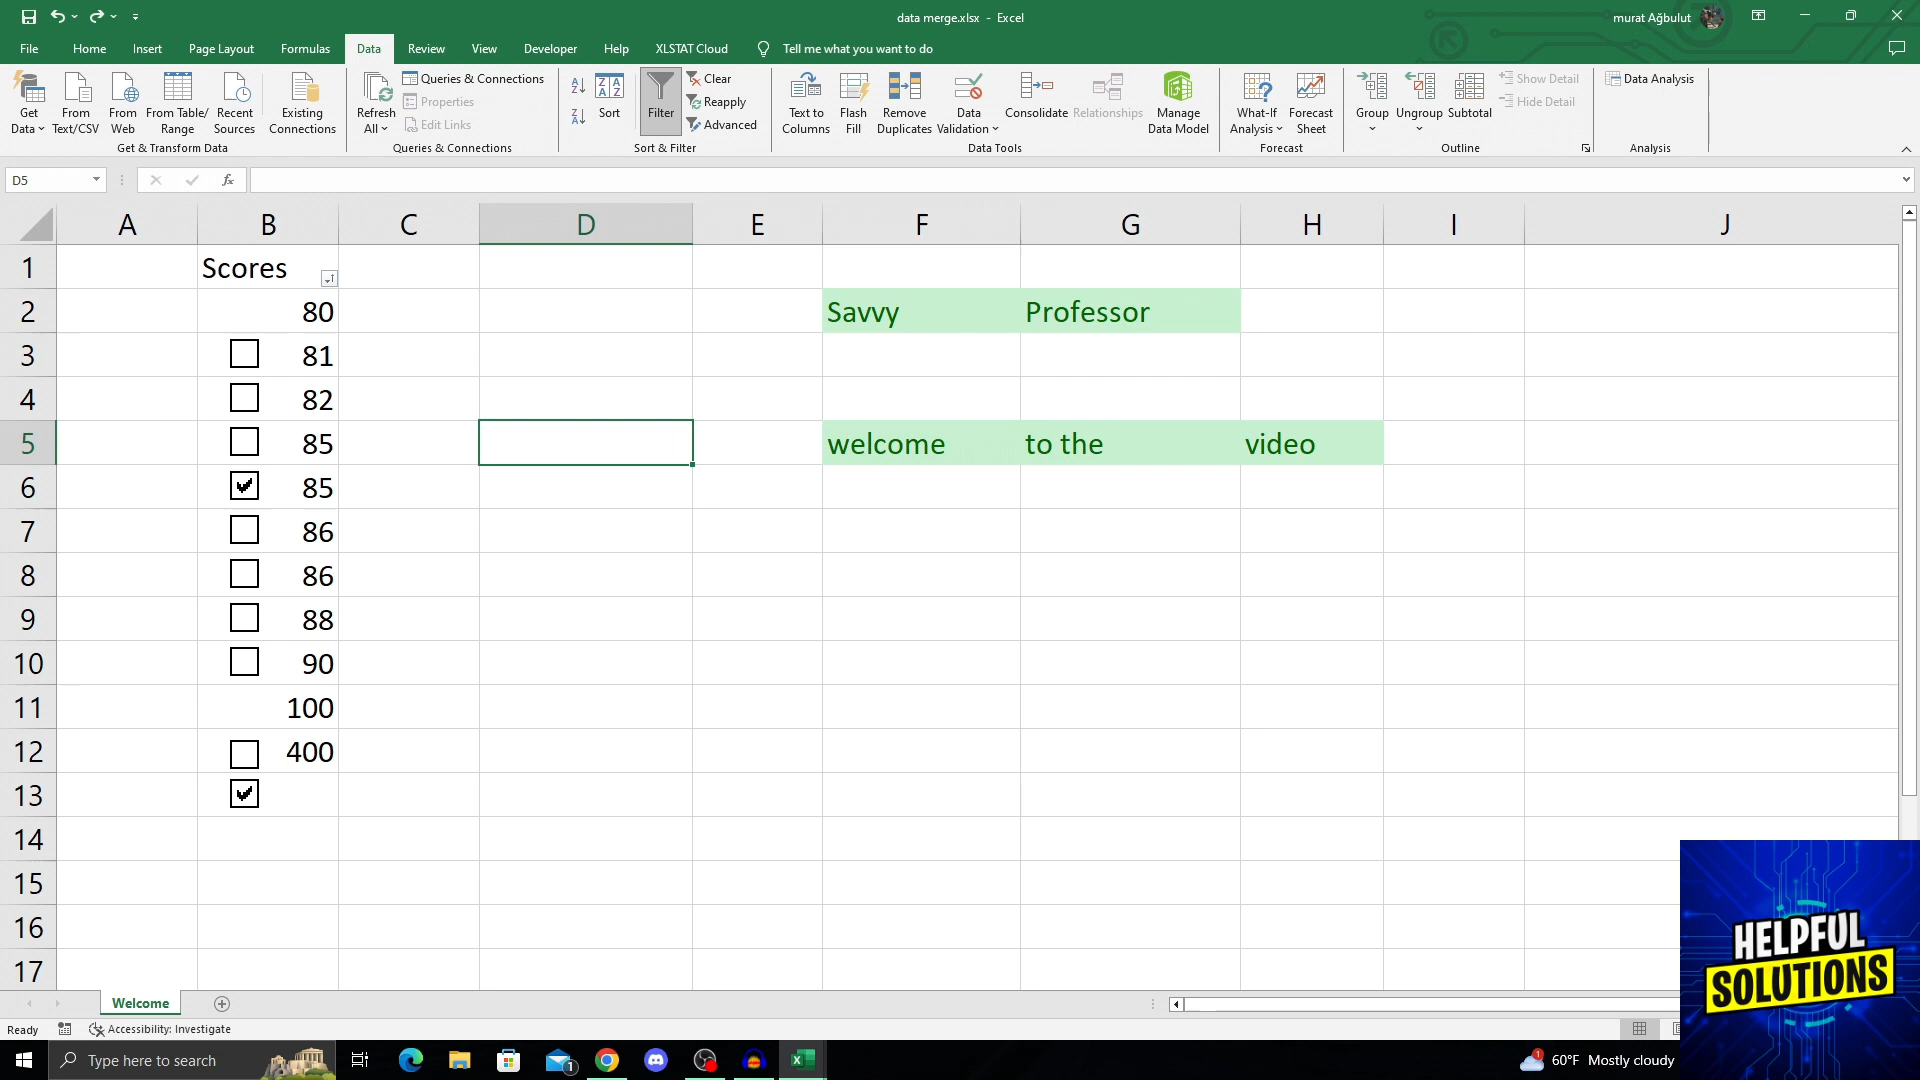 data merge.xlsx - Excel
murat Ağbulut
File Home Insert Page Layout Formulas Data Review View Developer Help XLSTAT Cloud Tell me what you want to do
Get Data
From Text/CSV
From Web
From Table/ Range
Recent Sources
Existing Connections
Get & Transform Data
Refresh All
Queries & Connections
Properties
Edit Links
Queries & Connections
Sort
Filter
Clear
Reapply
Advanced
Sort & Filter
Text to Columns
Flash Fill
Remove Duplicates
Data Validation
Consolidate
Relationships
Manage Data Model
Data Tools
What-If Analysis
Forecast Sheet
Forecast
Group
Ungroup
Subtotal
Show Detail
Hide Detail
Outline
Data Analysis
Analysis
D5
fx
A B C D E F G H I J
1 Scores
2 80 Savvy Professor
3 81
4 82
5 85 welcome to the video
6 85
7 86
8 86
9 88
10 90
11 100
12 400
13
14
15
16
17
HELPFUL
SOLUTIONS
Welcome
Ready Accessibility: Investigate
Type here to search
1
1
60°F Mostly cloudy